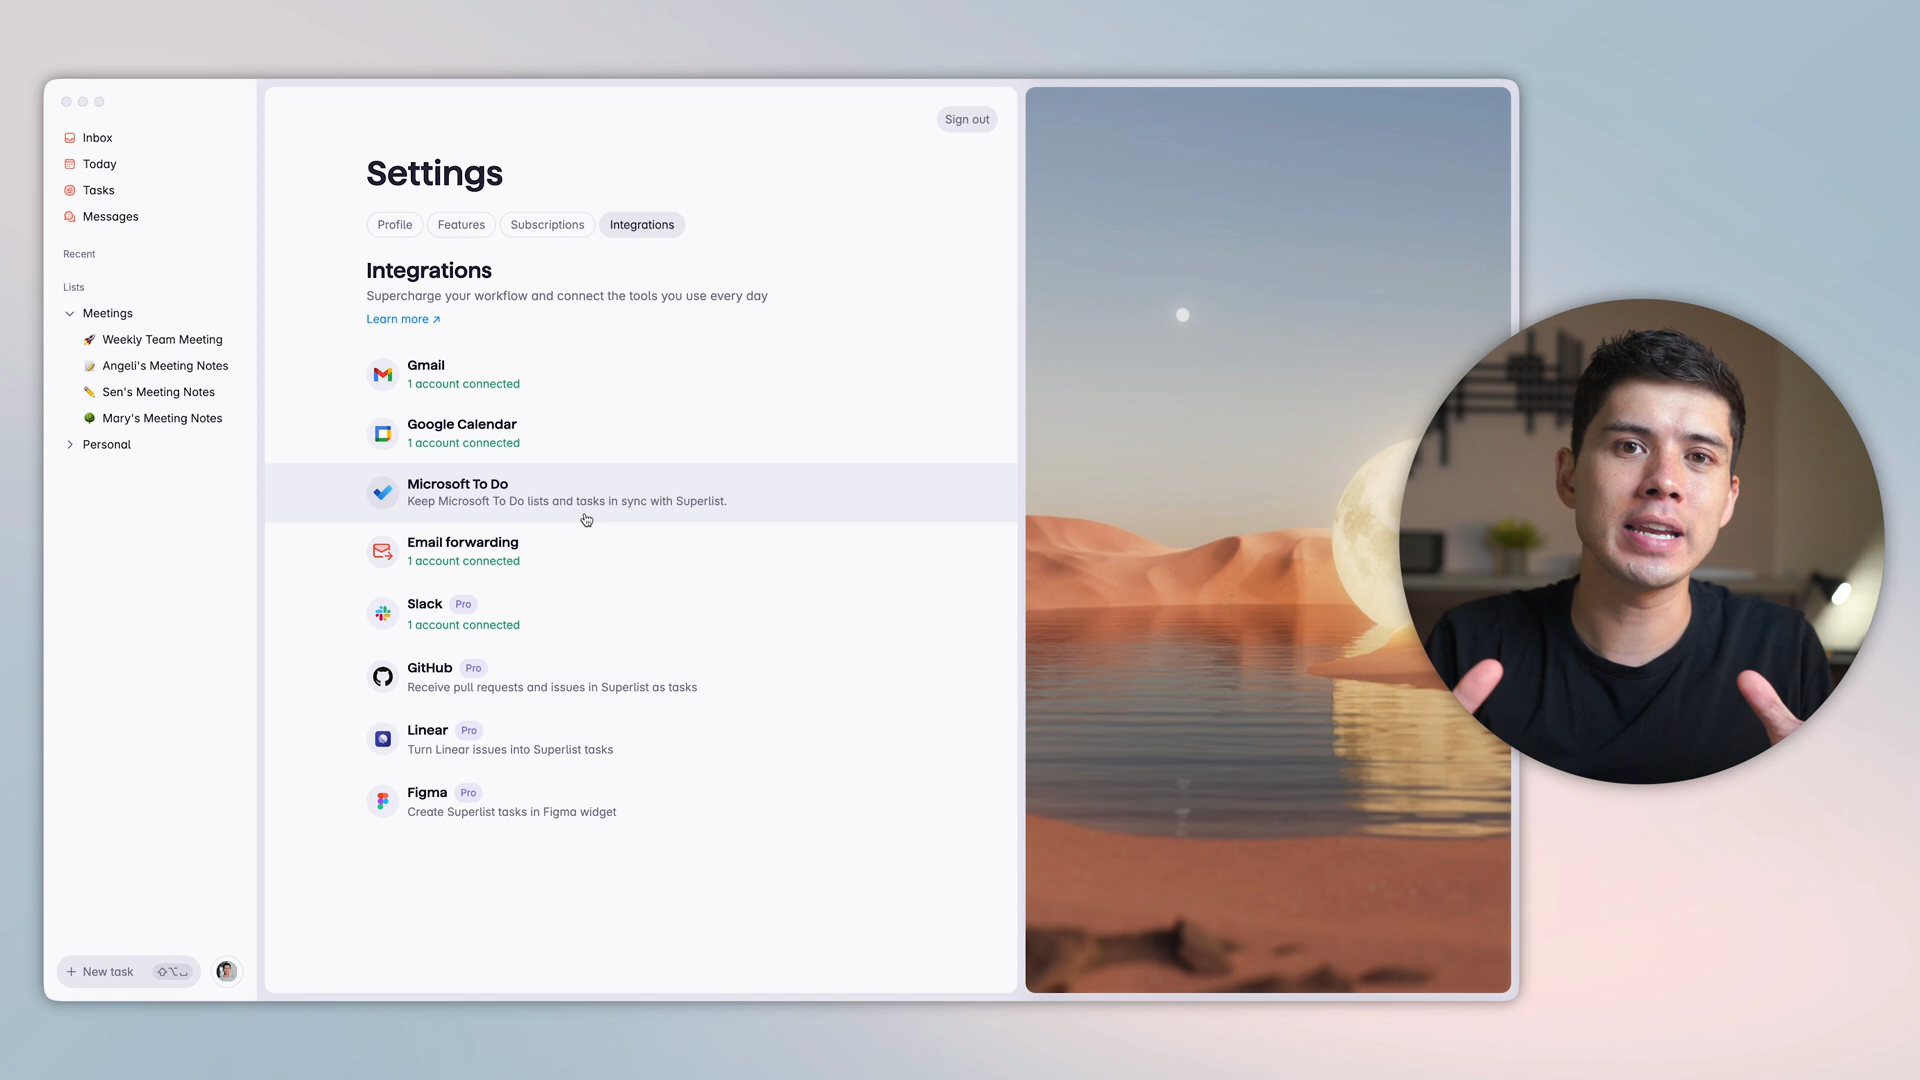 Inbox
Today
Tasks
Messages
Recent
Lists
Meetings
Weekly Team Meeting
Angeli's Meeting Notes
Sen's Meeting Notes
Mary's Meeting Notes
Personal
+ New task
Sign out
Settings
Profile Features Subscriptions Integrations
Integrations
Supercharge your workflow and connect the tools you use every day
Learn more ↗
Gmail
1 account connected
Google Calendar
1 account connected
Microsoft To Do
Keep Microsoft To Do lists and tasks in sync with Superlist.
Email forwarding
1 account connected
Slack Pro
1 account connected
GitHub Pro
Receive pull requests and issues in Superlist as tasks
Linear Pro
Turn Linear issues into Superlist tasks
Figma Pro
Create Superlist tasks in Figma widget